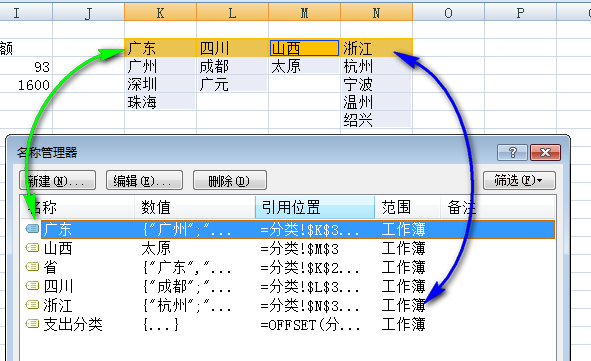 I J K L M N O P
额 广东 四川 山西 浙江
93 广州 成都 太原 杭州
1600 深圳 广元 宁波
珠海 温州
绍兴
名称管理器
新建(N)... 编辑(E)... 删除(D) 筛选(F)
名称 数值 引用位置 范围 备注
广东 {"广州";"... =分类!$K$3... 工作簿
山西 太原 =分类!$M$3 工作簿
省 {"广东","... =分类!$K$2... 工作簿
四川 {"成都";"... =分类!$L$3... 工作簿
浙江 {"杭州";"... =分类!$N$3... 工作簿
支出分类 {...} =OFFSET(分... 工作簿